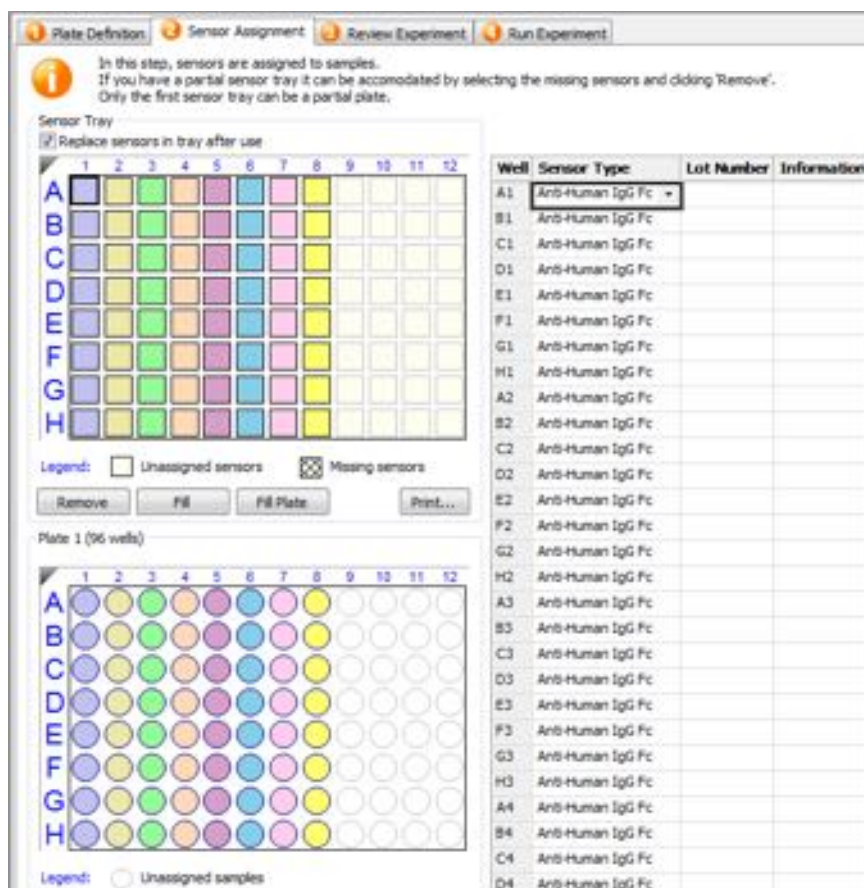 1 Plate Definition 2 Sensor Assignment 3 Review Experiment 4 Run Experiment
In this step, sensors are assigned to samples.
If you have a partial sensor tray it can be accomodated by selecting the missing sensors and clicking 'Remove'.
Only the first sensor tray can be a partial plate.
Sensor Tray
Replace sensors in tray after use
1 2 3 4 5 6 7 8 9 10 11 12
A
B
C
D
E
F
G
H
Legend: Unassigned sensors Missing sensors
Remove Fill Fill Plate Print...
Plate 1 (96 wells)
1 2 3 4 5 6 7 8 9 10 11 12
A
B
C
D
E
F
G
H
Legend: Unassigned samples
Well Sensor Type Lot Number Information
A1 Anti-Human IgG Fc
B1 Anti-Human IgG Fc
C1 Anti-Human IgG Fc
D1 Anti-Human IgG Fc
E1 Anti-Human IgG Fc
F1 Anti-Human IgG Fc
G1 Anti-Human IgG Fc
H1 Anti-Human IgG Fc
A2 Anti-Human IgG Fc
B2 Anti-Human IgG Fc
C2 Anti-Human IgG Fc
D2 Anti-Human IgG Fc
E2 Anti-Human IgG Fc
F2 Anti-Human IgG Fc
G2 Anti-Human IgG Fc
H2 Anti-Human IgG Fc
A3 Anti-Human IgG Fc
B3 Anti-Human IgG Fc
C3 Anti-Human IgG Fc
D3 Anti-Human IgG Fc
E3 Anti-Human IgG Fc
F3 Anti-Human IgG Fc
G3 Anti-Human IgG Fc
H3 Anti-Human IgG Fc
A4 Anti-Human IgG Fc
B4 Anti-Human IgG Fc
C4 Anti-Human IgG Fc
D4 Anti-Human IgG Fc